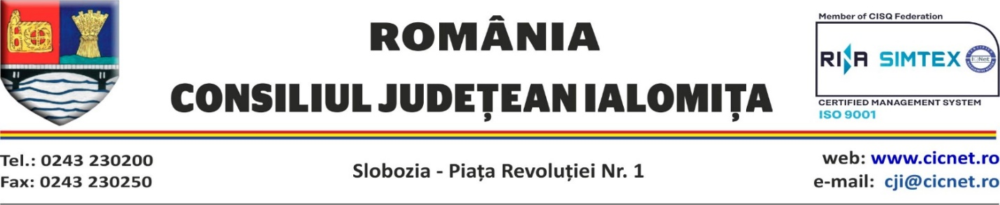 ROMÂNIA
CONSILIUL JUDEȚEAN IALOMIȚA
Member of CISQ Federation
RINA SIMTEX
CERTIFIED MANAGEMENT SYSTEM
ISO 9001
Tel.: 0243 230200
Fax: 0243 230250
Slobozia - Piața Revoluției Nr. 1
web: www.cicnet.ro
e-mail: cji@cicnet.ro